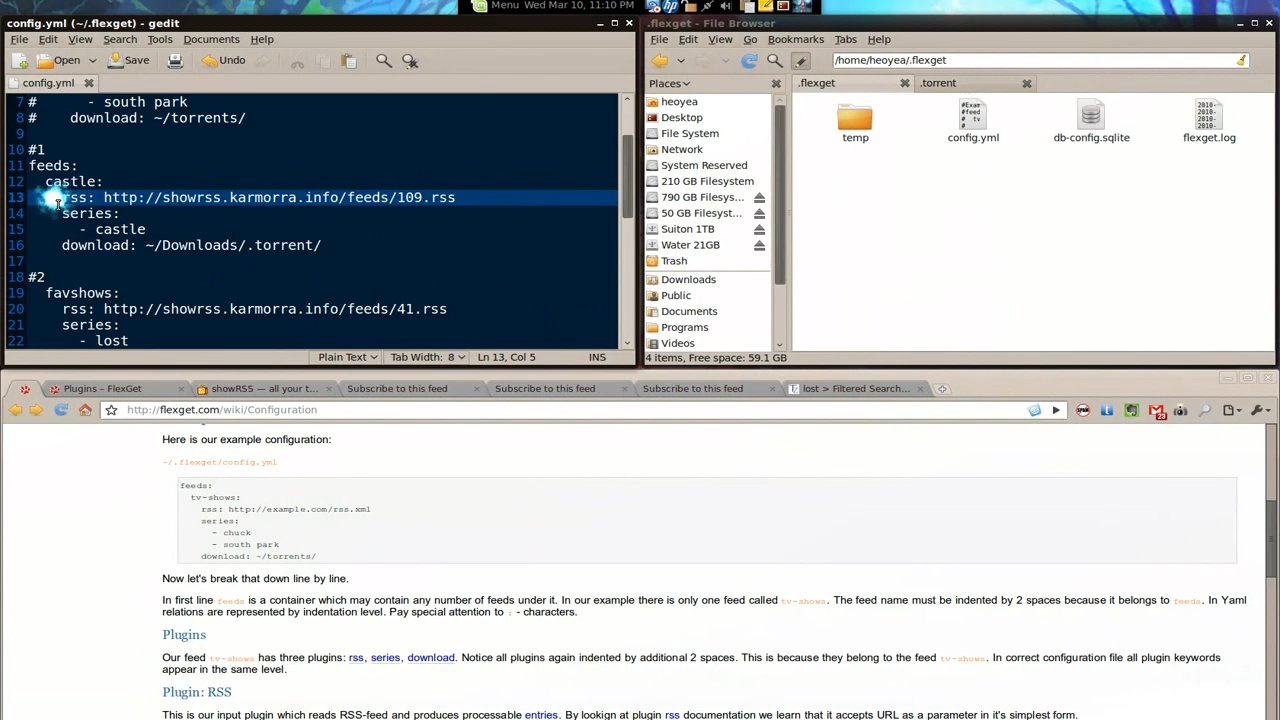 Menu Wed Mar 10, 11:10 PM
config.yml (~/.flexget) - gedit
File Edit View Search Tools Documents Help
Open Save Undo
config.yml
7 # - south park
8 # download: ~/torrents/
9
10 #1
11 feeds:
12 castle:
13 rss: http://showrss.karmorra.info/feeds/109.rss
14 series:
15 - castle
16 download: ~/Downloads/.torrent/
17
18 #2
19 favshows:
20 rss: http://showrss.karmorra.info/feeds/41.rss
21 series:
22 - lost
Plain Text Tab Width: 8 Ln 13, Col 5 INS
.flexget - File Browser
File Edit View Go Bookmarks Tabs Help
/home/heoyea/.flexget
Places
heoyea
Desktop
File System
Network
System Reserved
210 GB Filesystem
790 GB Filesys...
50 GB Filesyst...
Suiton 1TB
Water 21GB
Trash
Downloads
Public
Documents
Programs
Videos
.flexget .torrent
temp config.yml db-config.sqlite flexget.log
4 items, Free space: 59.1 GB
Plugins – FlexGet showRSS — all your t... Subscribe to this feed Subscribe to this feed Subscribe to this feed lost > Filtered Search...
http://flexget.com/wiki/Configuration
Here is our example configuration:
~/.flexget/config.yml
feeds:
tv-shows:
rss: http://example.com/rss.xml
series:
- chuck
- south park
download: ~/torrents/
Now let's break that down line by line.
In first line feeds is a container which may contain any number of feeds under it. In our example there is only one feed called tv-shows. The feed name must be indented by 2 spaces because it belongs to feeds. In Yaml
relations are represented by indentation level. Pay special attention to : - characters.
Plugins
Our feed tv-shows has three plugins: rss, series, download. Notice all plugins again indented by additional 2 spaces. This is because they belong to the feed tv-shows. In correct configuration file all plugin keywords
appear in the same level.
Plugin: RSS
This is our input plugin which reads RSS-feed and produces processable entries. By lookign at plugin rss documentation we learn that it accepts URL as a parameter in it's simplest form.